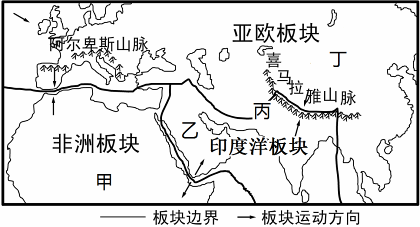 阿尔卑斯山脉
亚欧板块
丁
喜马拉雅山脉
丙
乙
印度洋板块
非洲板块
甲
板块边界
板块运动方向